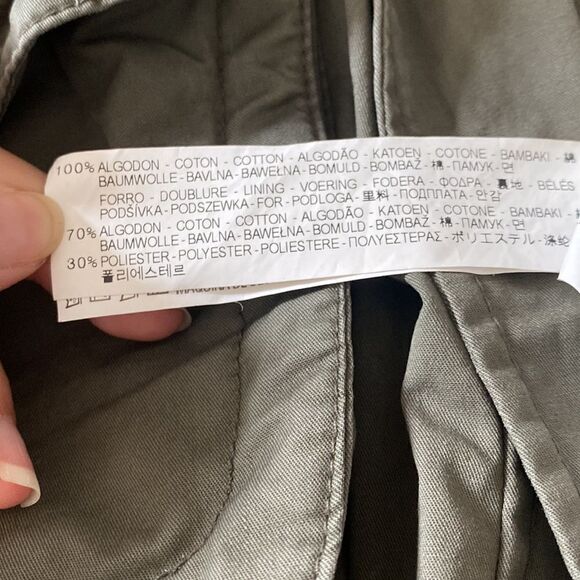 100% ALGODON - COTON - COTTON - ALGODÃO - KATOEN - COTONE - BAMBAKI - 綿
BAUMWOLLE - BAVLNA - BAWEŁNA - BOMULD - BOMBAŽ - 棉 - ПАМУК - 면
FORRO - DOUBLURE - LINING - VOERING - FODERA - ΦΟΔΡΑ - 裏地 - BÉLÉS
PODŠÍVKA - PODSZEWKA - FOR - PODLOGA - 里料 - ПОДПЛАТА - 안감
70% ALGODON - COTON - COTTON - ALGODÃO - KATOEN - COTONE - BAMBAKI -
BAUMWOLLE - BAVLNA - BAWEŁNA - BOMULD - BOMBAŽ - 棉 - ПАМУК - 면
30% POLIESTER - POLYESTER - POLIESTERE - ΠΟΛΥΕΣΤΕΡΑΣ - ポリエステル - 涤纶
폴리에스테르